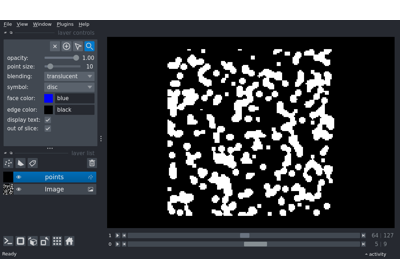 File View Window Plugins Help
layer controls
opacity: 1.00
point size: 10
blending: translucent
symbol: disc
face color: blue
edge color: black
display text:
out of slice:
layer list
points
Image
1 64 127
0 5 9
Ready activity